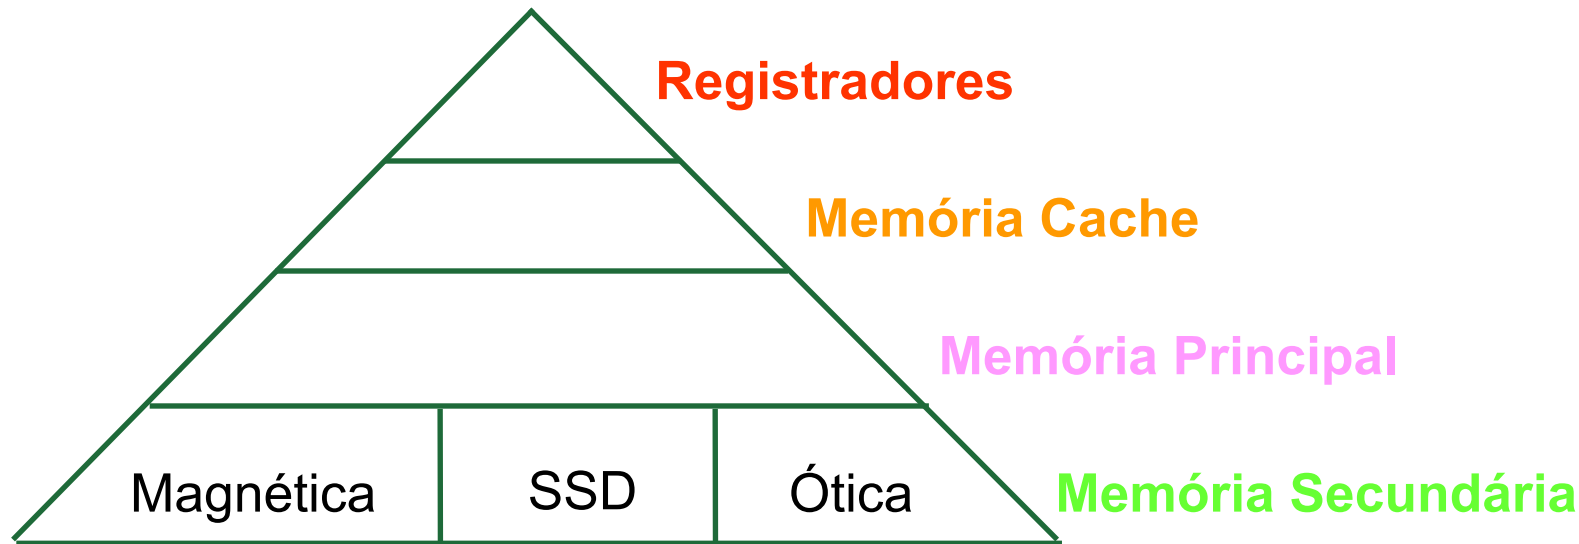 Registradores
Memória Cache
Memória Principal
Magnética
SSD
Ótica
Memória Secundária